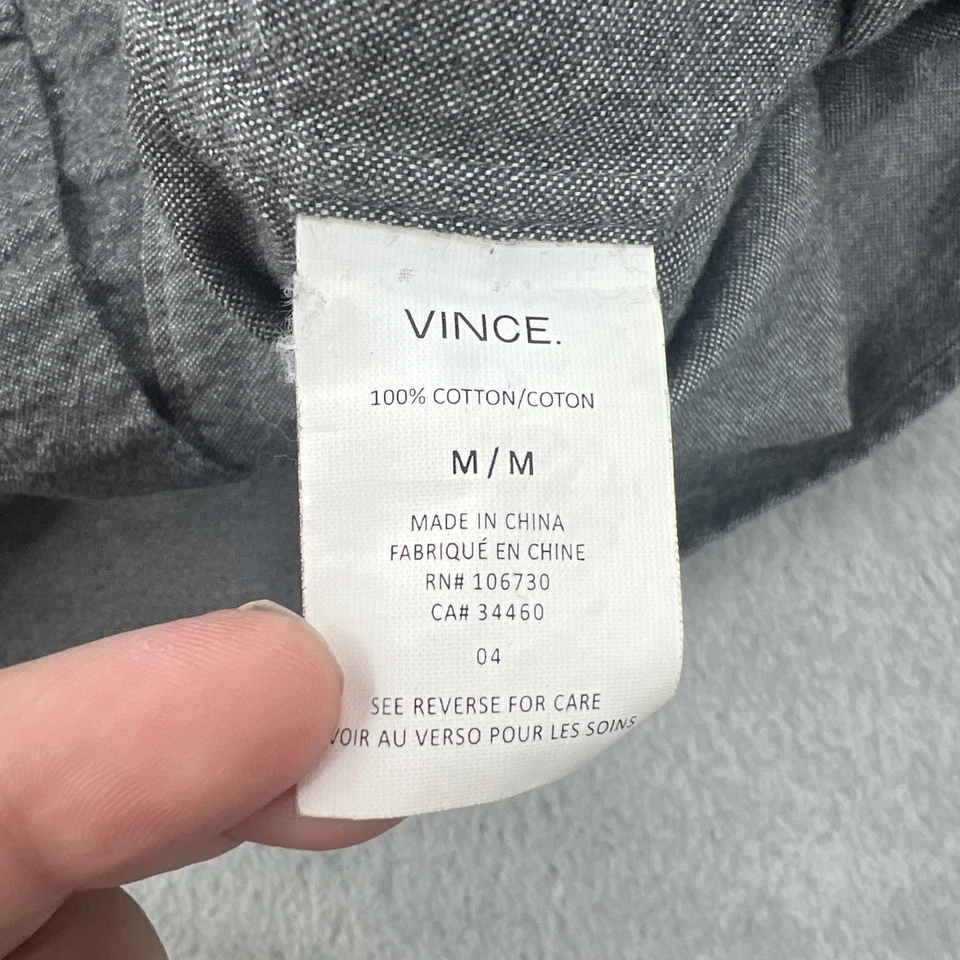 VINCE.
100% COTTON/COTON
M / M
MADE IN CHINA
FABRIQUÉ EN CHINE
RN# 106730
CA# 34460
04
SEE REVERSE FOR CARE
VOIR AU VERSO POUR LES SOINS